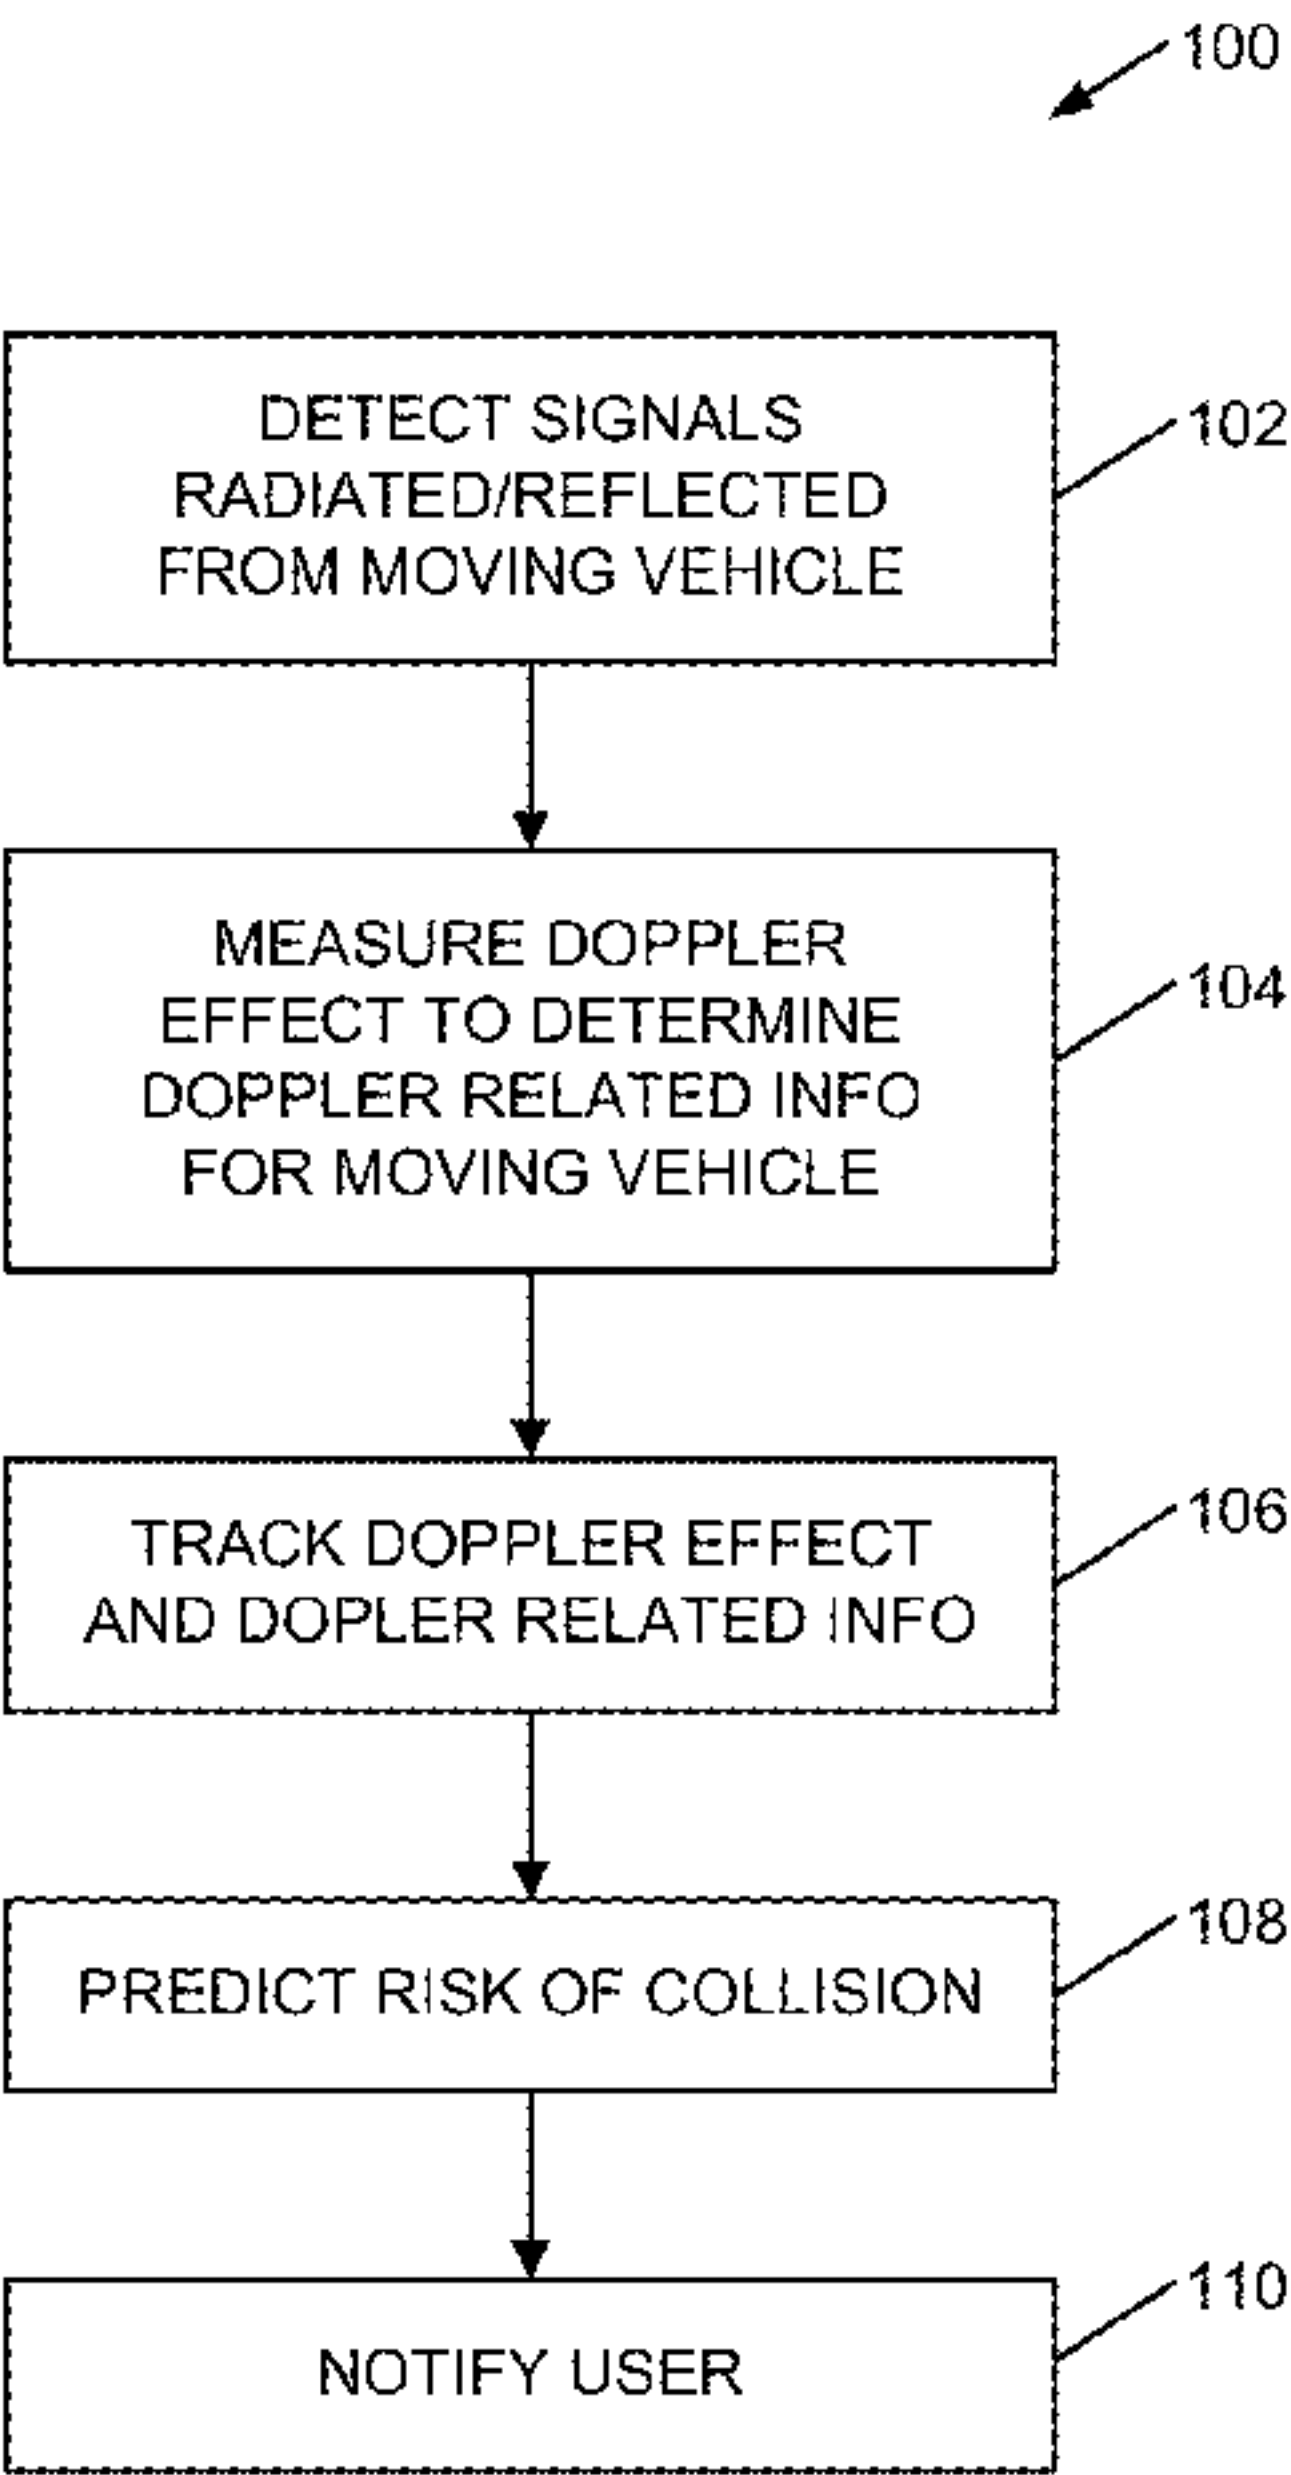 100
DETECT SIGNALS
RADIATED/REFLECTED
FROM MOVING VEHICLE
102
MEASURE DOPPLER
EFFECT TO DETERMINE
DOPPLER RELATED INFO
FOR MOVING VEHICLE
104
TRACK DOPPLER EFFECT
AND DOPLER RELATED INFO
106
PREDICT RISK OF COLLISION
108
NOTIFY USER
110